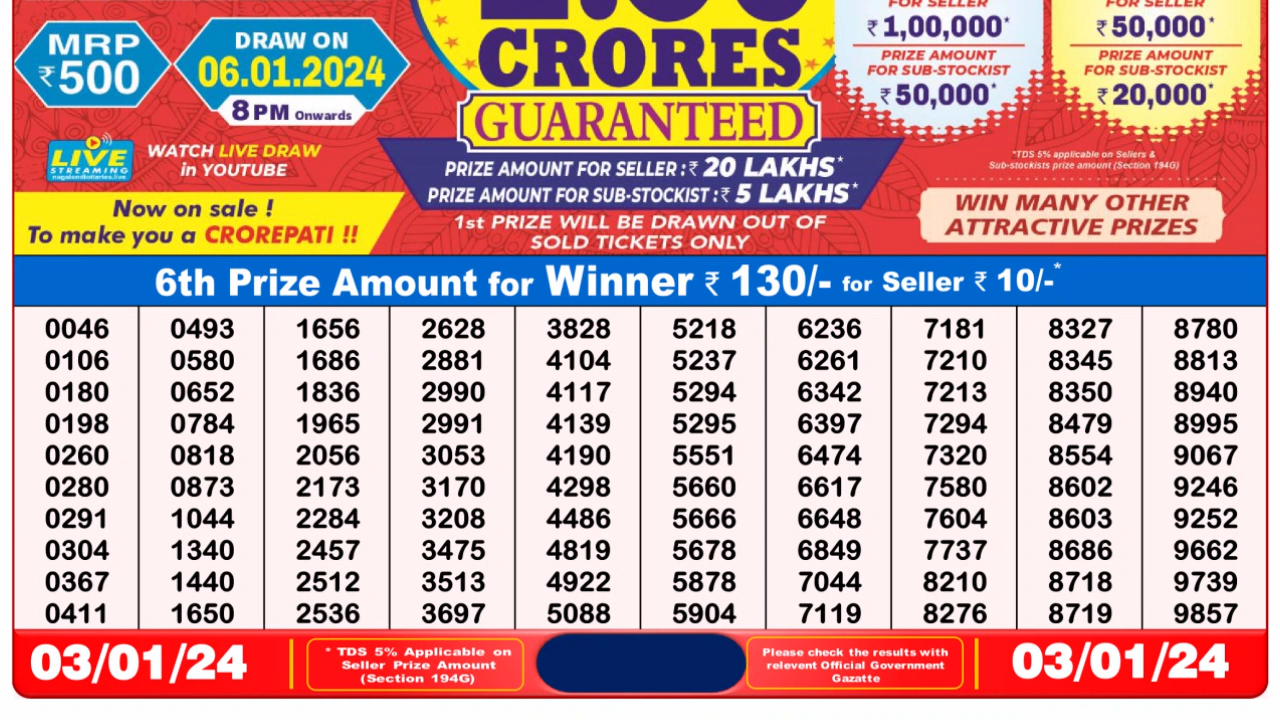 FOR SELLER
₹ 1,00,000*
PRIZE AMOUNT
FOR SUB-STOCKIST
₹ 50,000*
FOR SELLER
₹ 50,000*
PRIZE AMOUNT
FOR SUB-STOCKIST
₹ 20,000*
MRP
₹ 500
DRAW ON
06.01.2024
8 PM Onwards
CRORES
GUARANTEED
LIVE
STREAMING
nagalandlotteries.live
WATCH LIVE DRAW
in YOUTUBE
PRIZE AMOUNT FOR SELLER :₹ 20 LAKHS*
PRIZE AMOUNT FOR SUB-STOCKIST :₹ 5 LAKHS*
1st PRIZE WILL BE DRAWN OUT OF
SOLD TICKETS ONLY
*TDS 5% applicable on Sellers &
Sub-stockists prize amount (Section 194G)
WIN MANY OTHER
ATTRACTIVE PRIZES
Now on sale !
To make you a CROREPATI !!
6th Prize Amount for Winner ₹ 130/- for Seller ₹ 10/-*
0046 0493 1656 2628 3828 5218 6236 7181 8327 8780
0106 0580 1686 2881 4104 5237 6261 7210 8345 8813
0180 0652 1836 2990 4117 5294 6342 7213 8350 8940
0198 0784 1965 2991 4139 5295 6397 7294 8479 8995
0260 0818 2056 3053 4190 5551 6474 7320 8554 9067
0280 0873 2173 3170 4298 5660 6617 7580 8602 9246
0291 1044 2284 3208 4486 5666 6648 7604 8603 9252
0304 1340 2457 3475 4819 5678 6849 7737 8686 9662
0367 1440 2512 3513 4922 5878 7044 8210 8718 9739
0411 1650 2536 3697 5088 5904 7119 8276 8719 9857
03/01/24
* TDS 5% Applicable on
Seller Prize Amount
(Section 194G)
Please check the results with
relevent Official Government
Gazatte
03/01/24